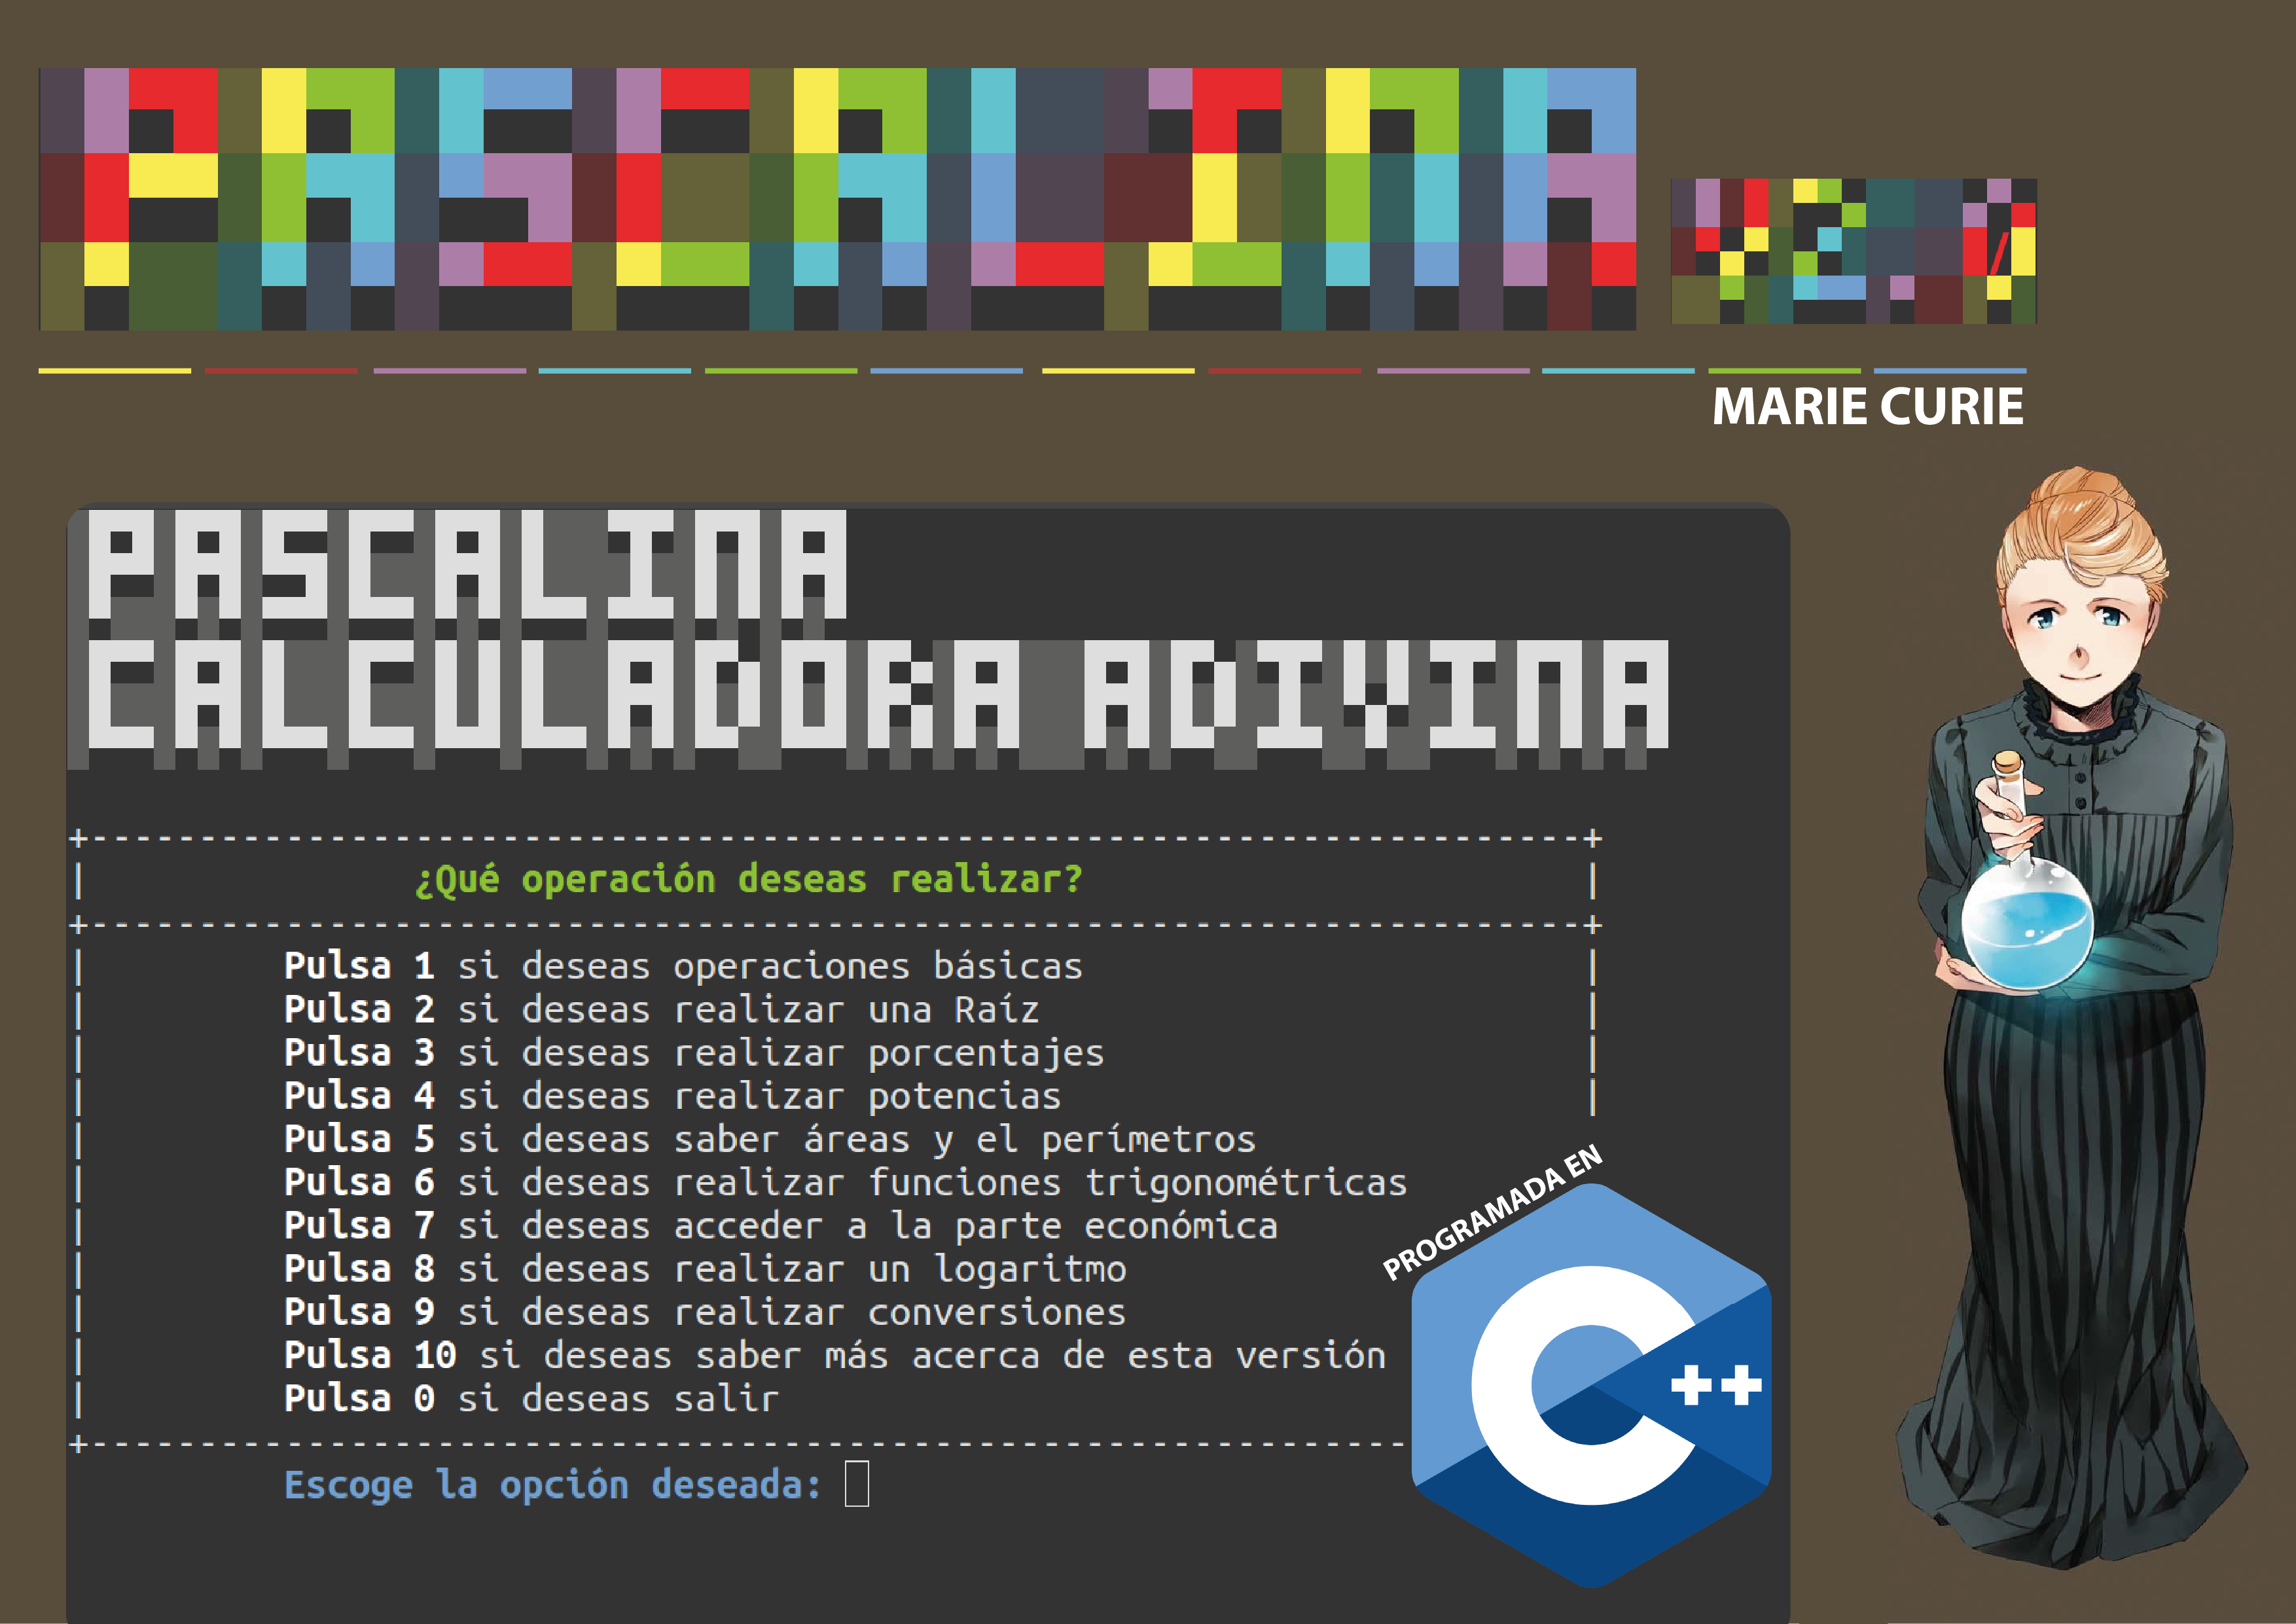 PASCALINA V2.0
MARIE CURIE
PASCALINA
CALCULADORA ADIVINA
¿Qué operación deseas realizar?
Pulsa 1 si deseas operaciones básicas
Pulsa 2 si deseas realizar una Raíz
Pulsa 3 si deseas realizar porcentajes
Pulsa 4 si deseas realizar potencias
Pulsa 5 si deseas saber áreas y el perímetros
Pulsa 6 si deseas realizar funciones trigonométricas
Pulsa 7 si deseas acceder a la parte económica
Pulsa 8 si deseas realizar un logaritmo
Pulsa 9 si deseas realizar conversiones
Pulsa 10 si deseas saber más acerca de esta versión
Pulsa 0 si deseas salir
Escoge la opción deseada:
PROGRAMADA EN
C++